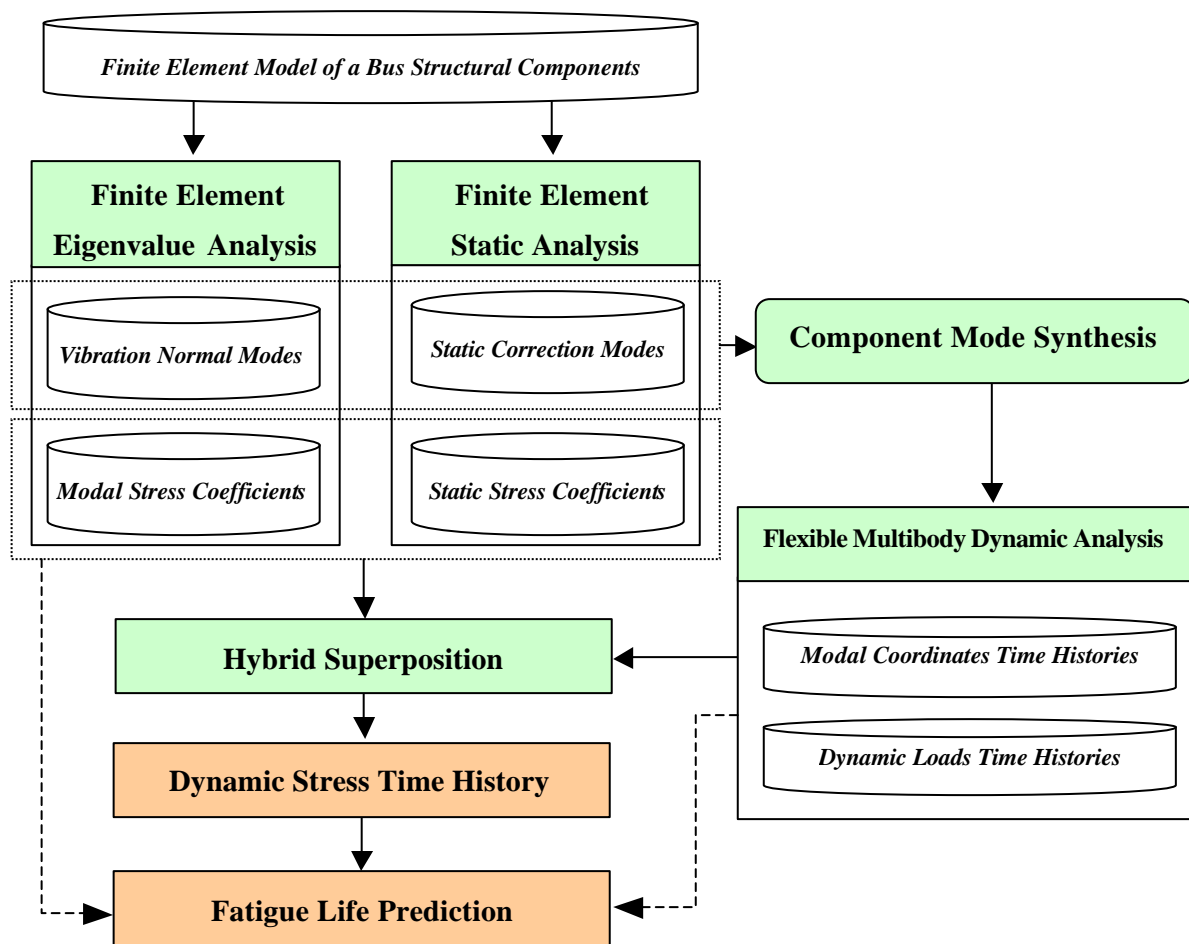 Finite Element Model of a Bus Structural Components
Finite Element
Eigenvalue Analysis
Finite Element
Static Analysis
Vibration Normal Modes
Static Correction Modes
Component Mode Synthesis
Modal Stress Coefficients
Static Stress Coefficients
Flexible Multibody Dynamic Analysis
Modal Coordinates Time Histories
Dynamic Loads Time Histories
Hybrid Superposition
Dynamic Stress Time History
Fatigue Life Prediction